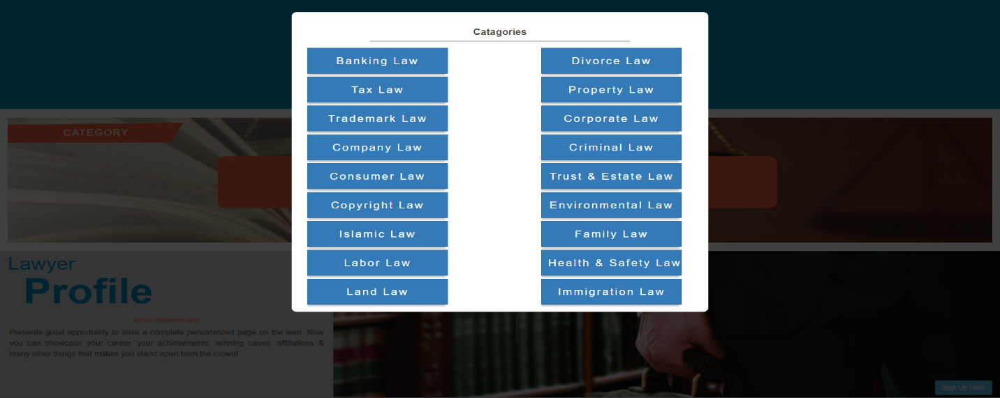 Catagories
Banking Law
Divorce Law
Tax Law
Property Law
Trademark Law
Corporate Law
Company Law
Criminal Law
Consumer Law
Trust & Estate Law
Copyright Law
Environmental Law
Islamic Law
Family Law
Labor Law
Health & Safety Law
Land Law
Immigration Law
CATEGORY
Lawyer
Profile
amarcheilawyer.com
Presents great opportunity to alive a complete personalized page on the web. Now
you can showcase your career, your achievements, winning cases, affiliations &
many other things that makes you stand apart from the crowd!
Sign Up Here